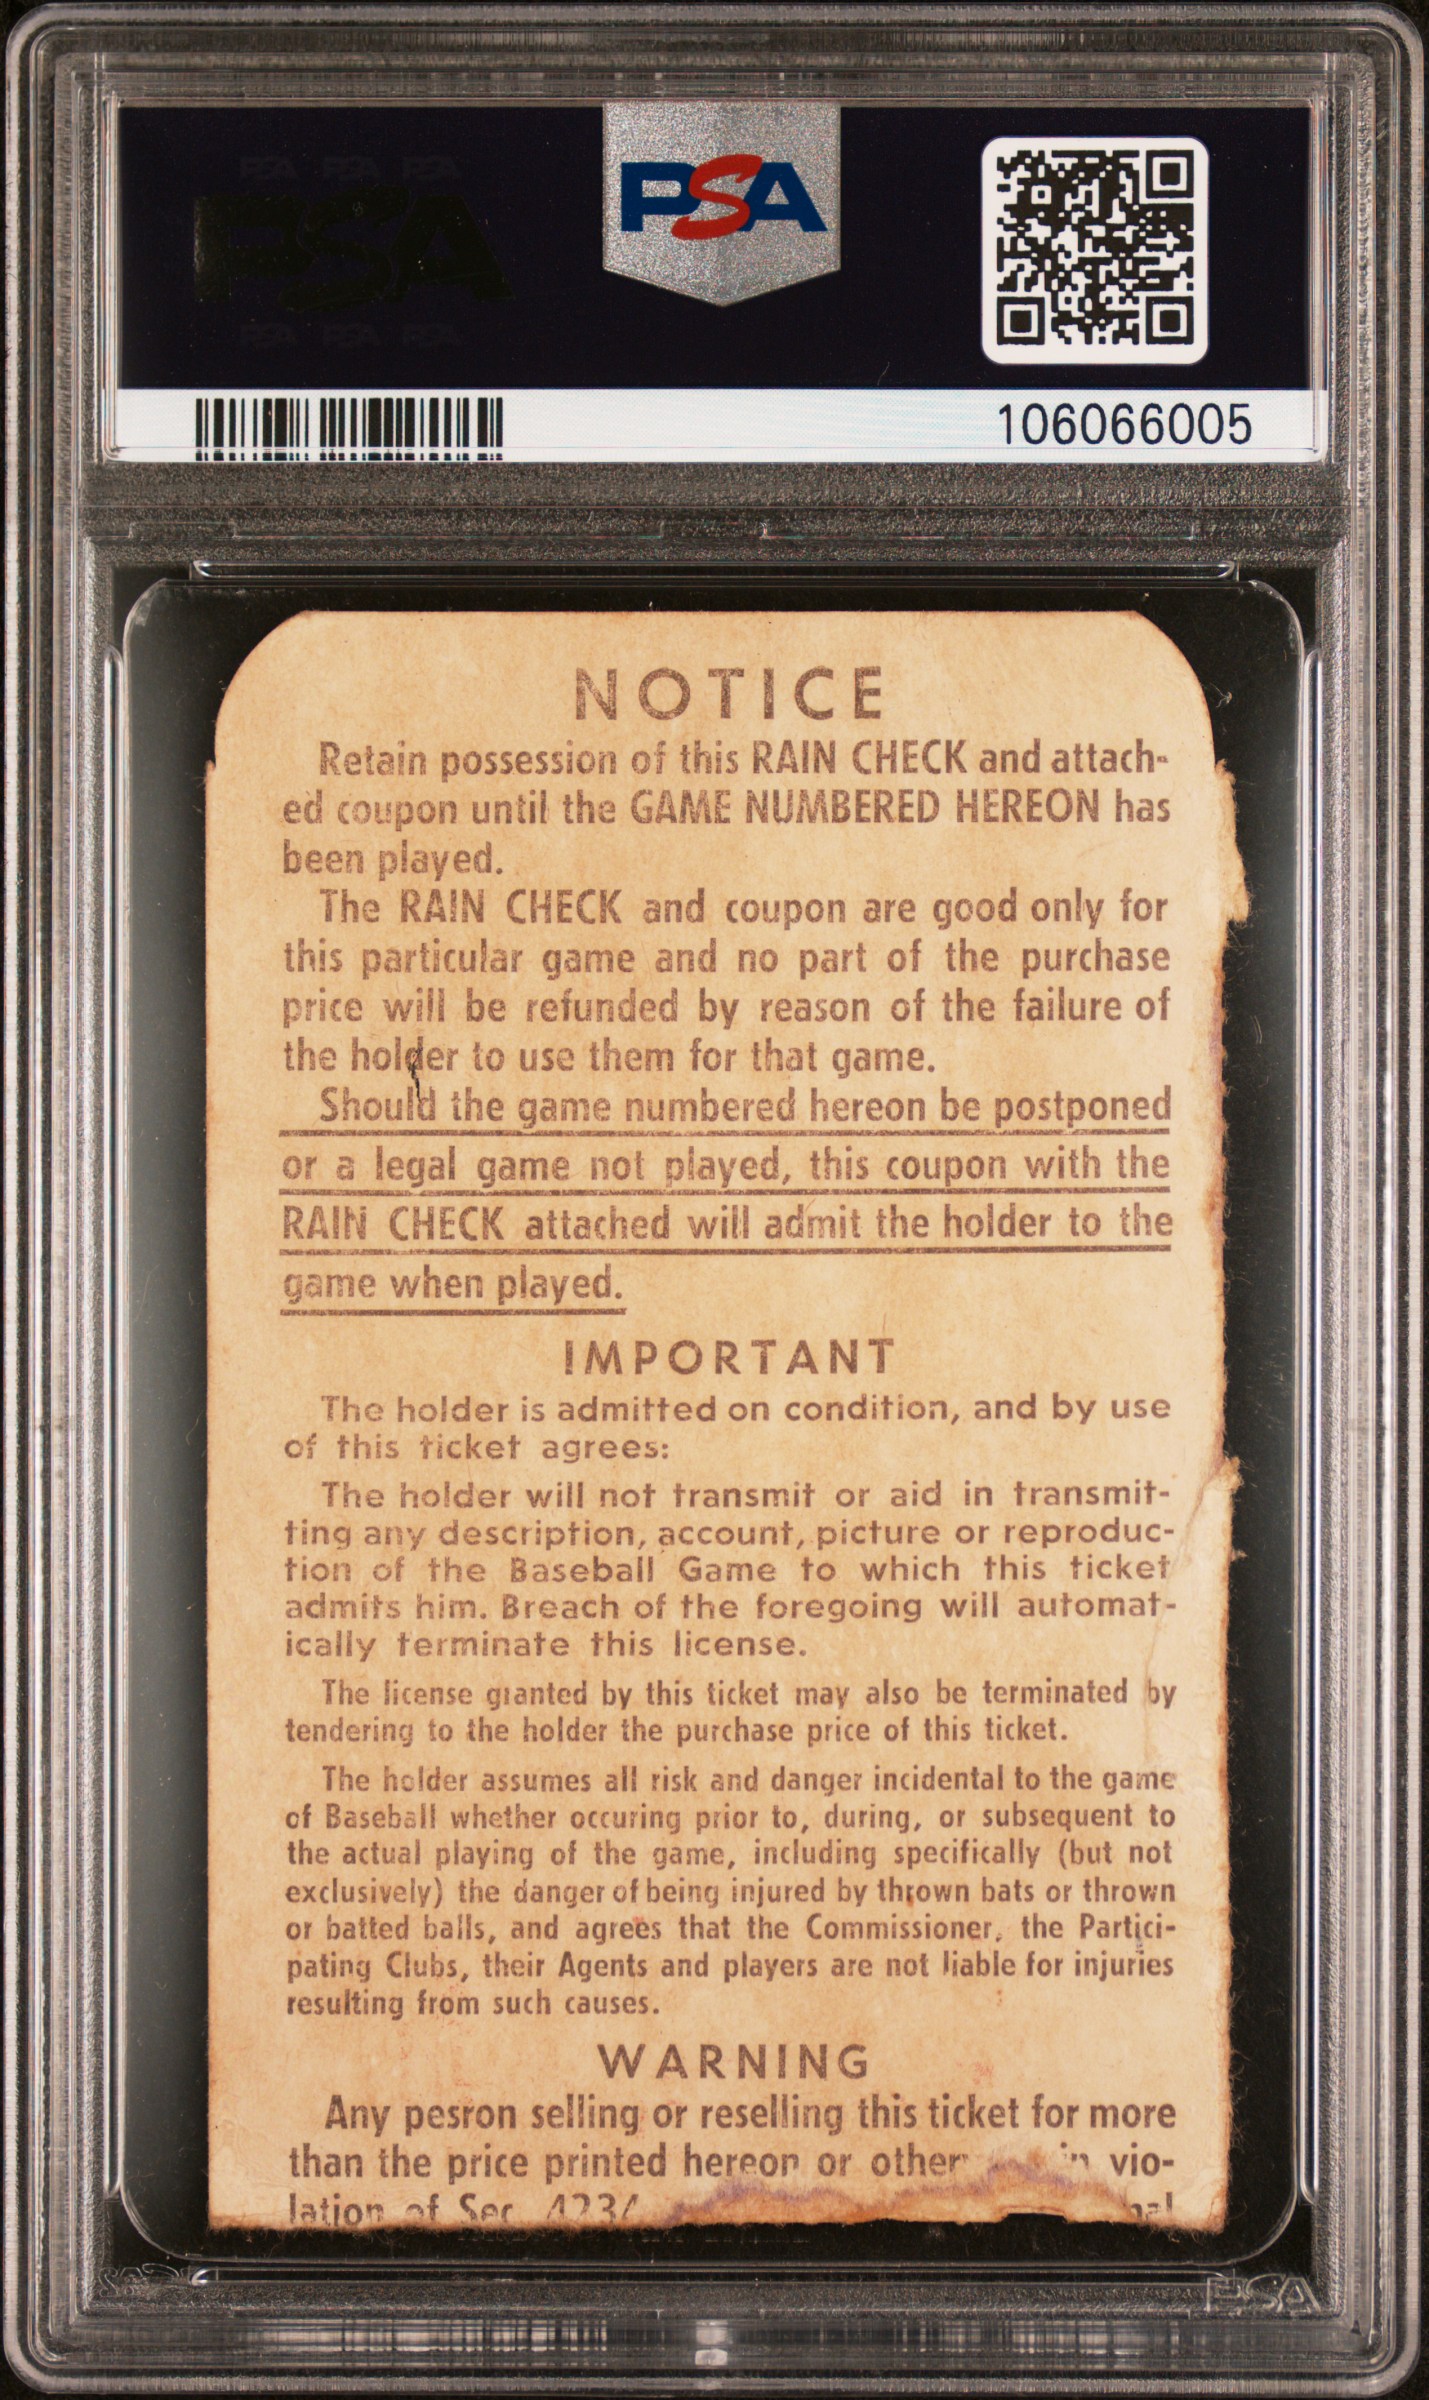 PSA
106066005
NOTICE
Retain possession of this RAIN CHECK and attach-
ed coupon until the GAME NUMBERED HEREON has
been played.
The RAIN CHECK and coupon are good only for
this particular game and no part of the purchase
price will be refunded by reason of the failure of
the holder to use them for that game.
Should the game numbered hereon be postponed
or a legal game not played, this coupon with the
RAIN CHECK attached will admit the holder to the
game when played.
IMPORTANT
The holder is admitted on condition, and by use
of this ticket agrees:
The holder will not transmit or aid in transmit-
ting any description, account, picture or reproduc-
tion of the Baseball Game to which this ticket
admits him. Breach of the foregoing will automat-
ically terminate this license.
The license granted by this ticket may also be terminated by
tendering to the holder the purchase price of this ticket.
The holder assumes all risk and danger incidental to the game
of Baseball whether occuring prior to, during, or subsequent to
the actual playing of the game, including specifically (but not
exclusively) the danger of being injured by thrown bats or thrown
or batted balls, and agrees that the Commissioner, the Partici-
pating Clubs, their Agents and players are not liable for injuries
resulting from such causes.
WARNING
Any pesron selling or reselling this ticket for more
than the price printed hereon or other in vio-
lation of Sec. 4234
PSA